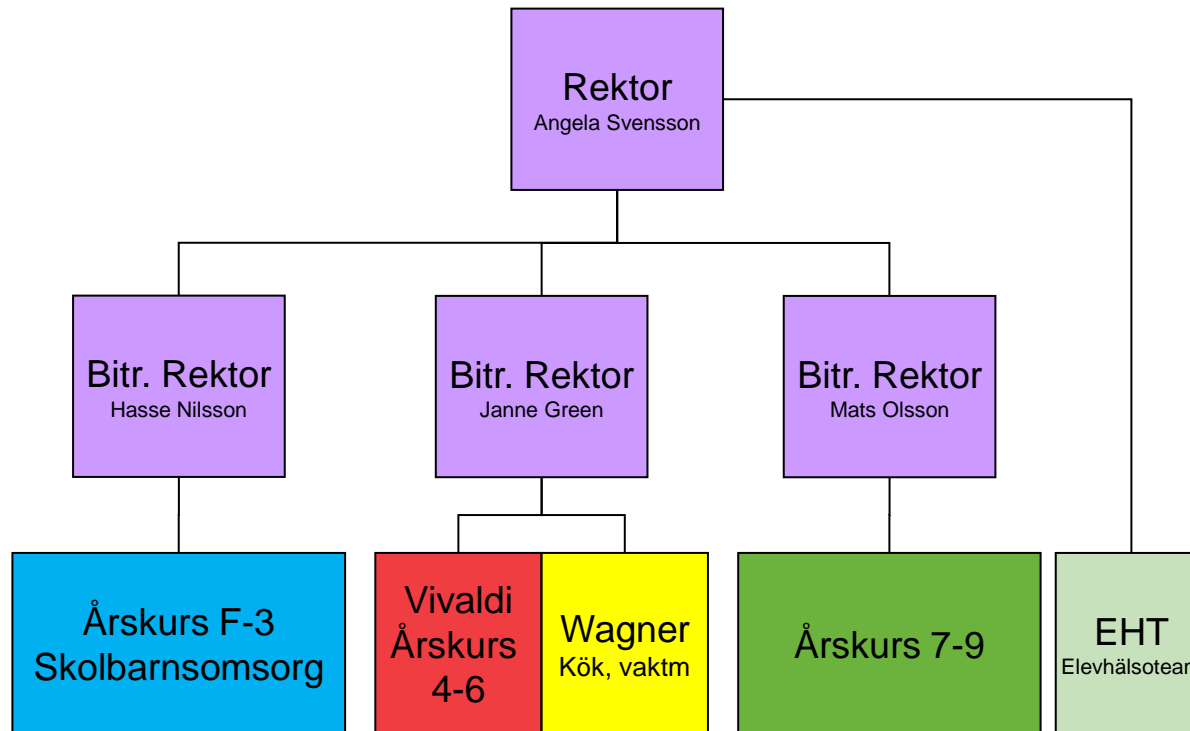 Rektor
Angela Svensson
Bitr. Rektor
Hasse Nilsson
Bitr. Rektor
Janne Green
Bitr. Rektor
Mats Olsson
Årskurs F-3
Skolbarnsomsorg
Vivaldi
Årskurs
4-6
Wagner
Kök, vaktm
Årskurs 7-9
EHT
Elevhälsoteam